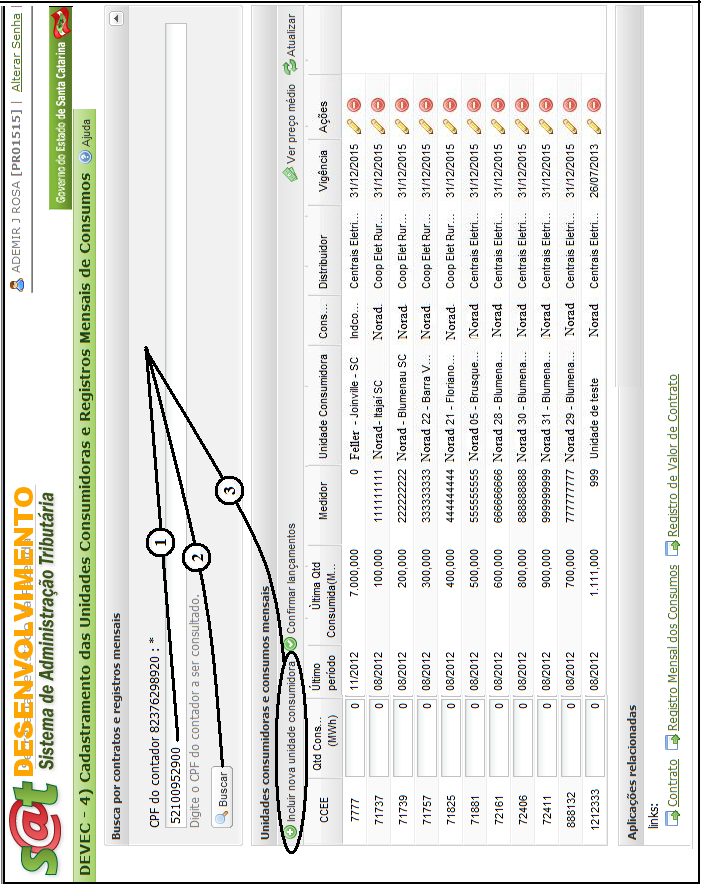 s@t
DESENVOLVIMENTO
Sistema de Administração Tributária
ADEMIR J ROSA [PR01515] | Alterar Senha |
Governo do Estado de Santa Catarina
DEVEC - 4) Cadastramento das Unidades Consumidoras e Registros Mensais de Consumos Ajuda
Busca por contratos e registros mensais
CPF do contador 82376298920 : *
52100952900
Digite o CPF do contador a ser consultado.
Buscar
1
2
3
Unidades consumidoras e consumos mensais
Incluir nova unidade consumidora Confirmar lançamentos Ver preço médio Atualizar
CCEE Qtd Cons... (MWh) Último período Última Qtd Consumida(M... Medidor Unidade Consumidora Cons... Distribuidor Vigência Ações
7777 0 11/2012 7.000,000 0 Feller - Joinville - SC Indco... Centrais Eletri... 31/12/2015
71737 0 08/2012 100,000 111111111 Norad - Itajaí SC Norad. Coop Elet Rur... 31/12/2015
71739 0 08/2012 200,000 222222222 Norad - Blumenau SC Norad. Coop Elet Rur... 31/12/2015
71757 0 08/2012 300,000 333333333 Norad 22 - Barra V... Norad. Coop Elet Rur... 31/12/2015
71825 0 08/2012 400,000 444444444 Norad 21 - Floriano... Norad. Coop Elet Rur... 31/12/2015
71881 0 08/2012 500,000 555555555 Norad 05 - Brusque... Norad Centrais Eletri... 31/12/2015
72161 0 08/2012 600,000 666666666 Norad 28 - Blumena... Norad Centrais Eletri... 31/12/2015
72406 0 08/2012 800,000 888888888 Norad 30 - Blumena... Norad Centrais Eletri... 31/12/2015
72411 0 08/2012 900,000 999999999 Norad 31 - Blumena... Norad. Centrais Eletri... 31/12/2015
888132 0 08/2012 700,000 777777777 Norad 29 - Blumena... Norad. Centrais Eletri... 31/12/2015
1212333 0 08/2012 1.111,000 999 Unidade de teste Norad Centrais Eletri... 26/07/2013
Aplicações relacionadas
links:
Contrato Registro Mensal dos Consumos Registro de Valor de Contrato